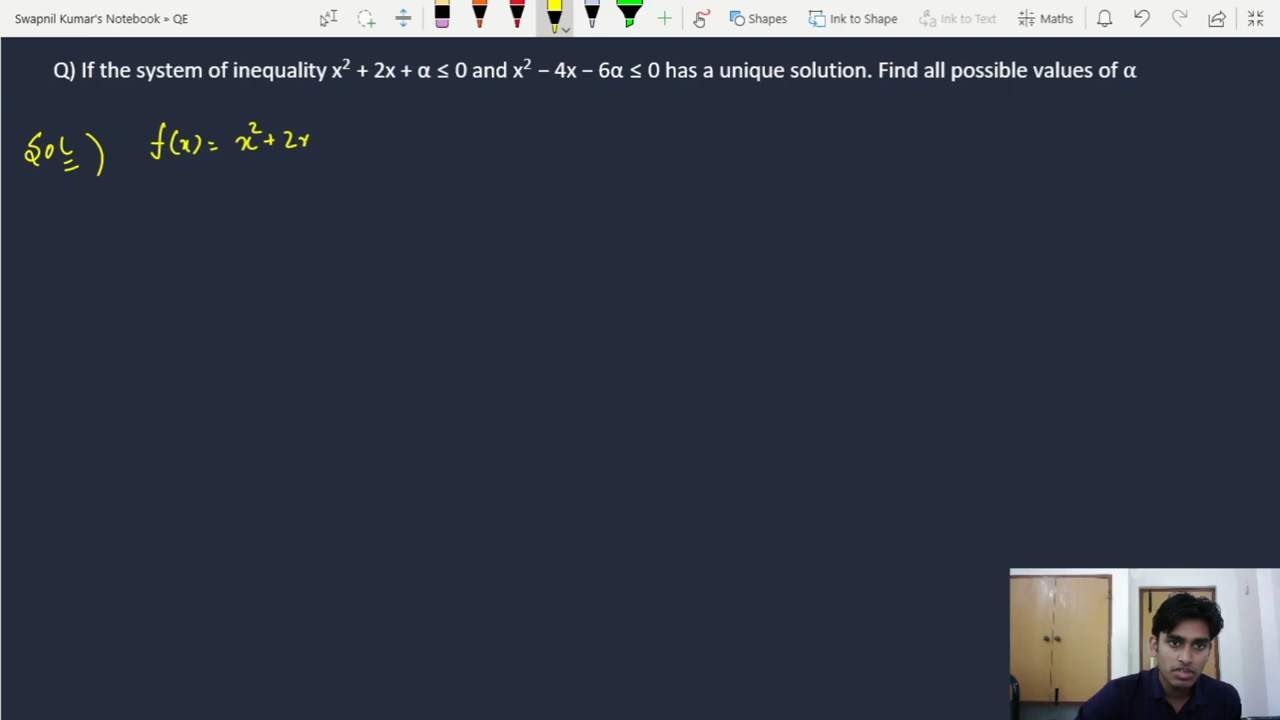 Swapnil Kumar's Notebook » QE
Shapes Ink to Shape Ink to Text Maths
Q) If the system of inequality x² + 2x + α ≤ 0 and x² − 4x − 6α ≤ 0 has a unique solution. Find all possible values of α
Sol) f(x) = x² + 2x